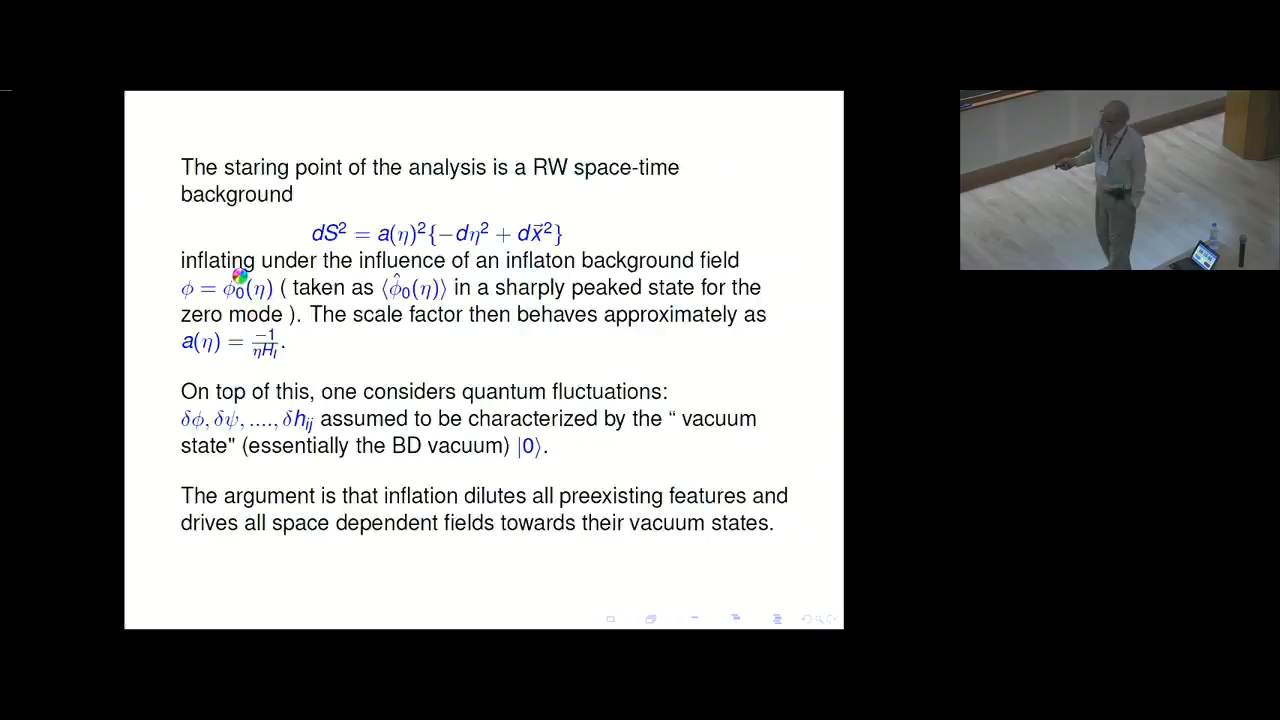 The staring point of the analysis is a RW space-time
background
dS² = a(η)²{−dη² + dx⃗²}
inflating under the influence of an inflaton background field
ϕ = ϕ₀(η) ( taken as ⟨ϕ̂₀(η)⟩ in a sharply peaked state for the
zero mode ). The scale factor then behaves approximately as
a(η) = −1/ηH_I.
On top of this, one considers quantum fluctuations:
δϕ, δψ, ...., δh_ij assumed to be characterized by the “ vacuum
state" (essentially the BD vacuum) |0⟩.
The argument is that inflation dilutes all preexisting features and
drives all space dependent fields towards their vacuum states.